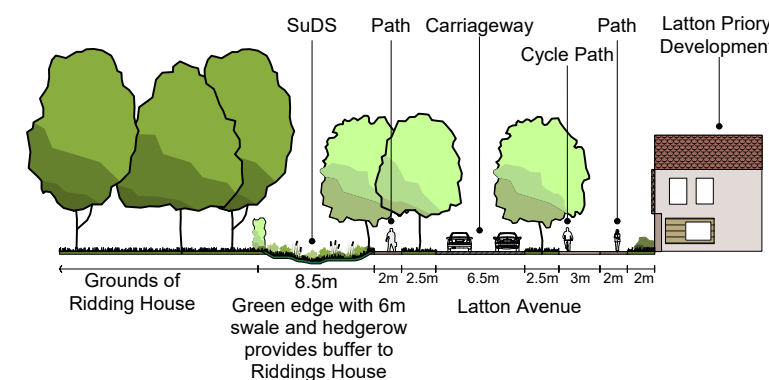 SuDS
Path
Carriageway
Cycle Path
Path
Latton Priory
Development
Grounds of
Ridding House
8.5m
Green edge with 6m
swale and hedgerow
provides buffer to
Riddings House
2m
2.5m
6.5m
2.5m
3m
2m
2m
Latton Avenue